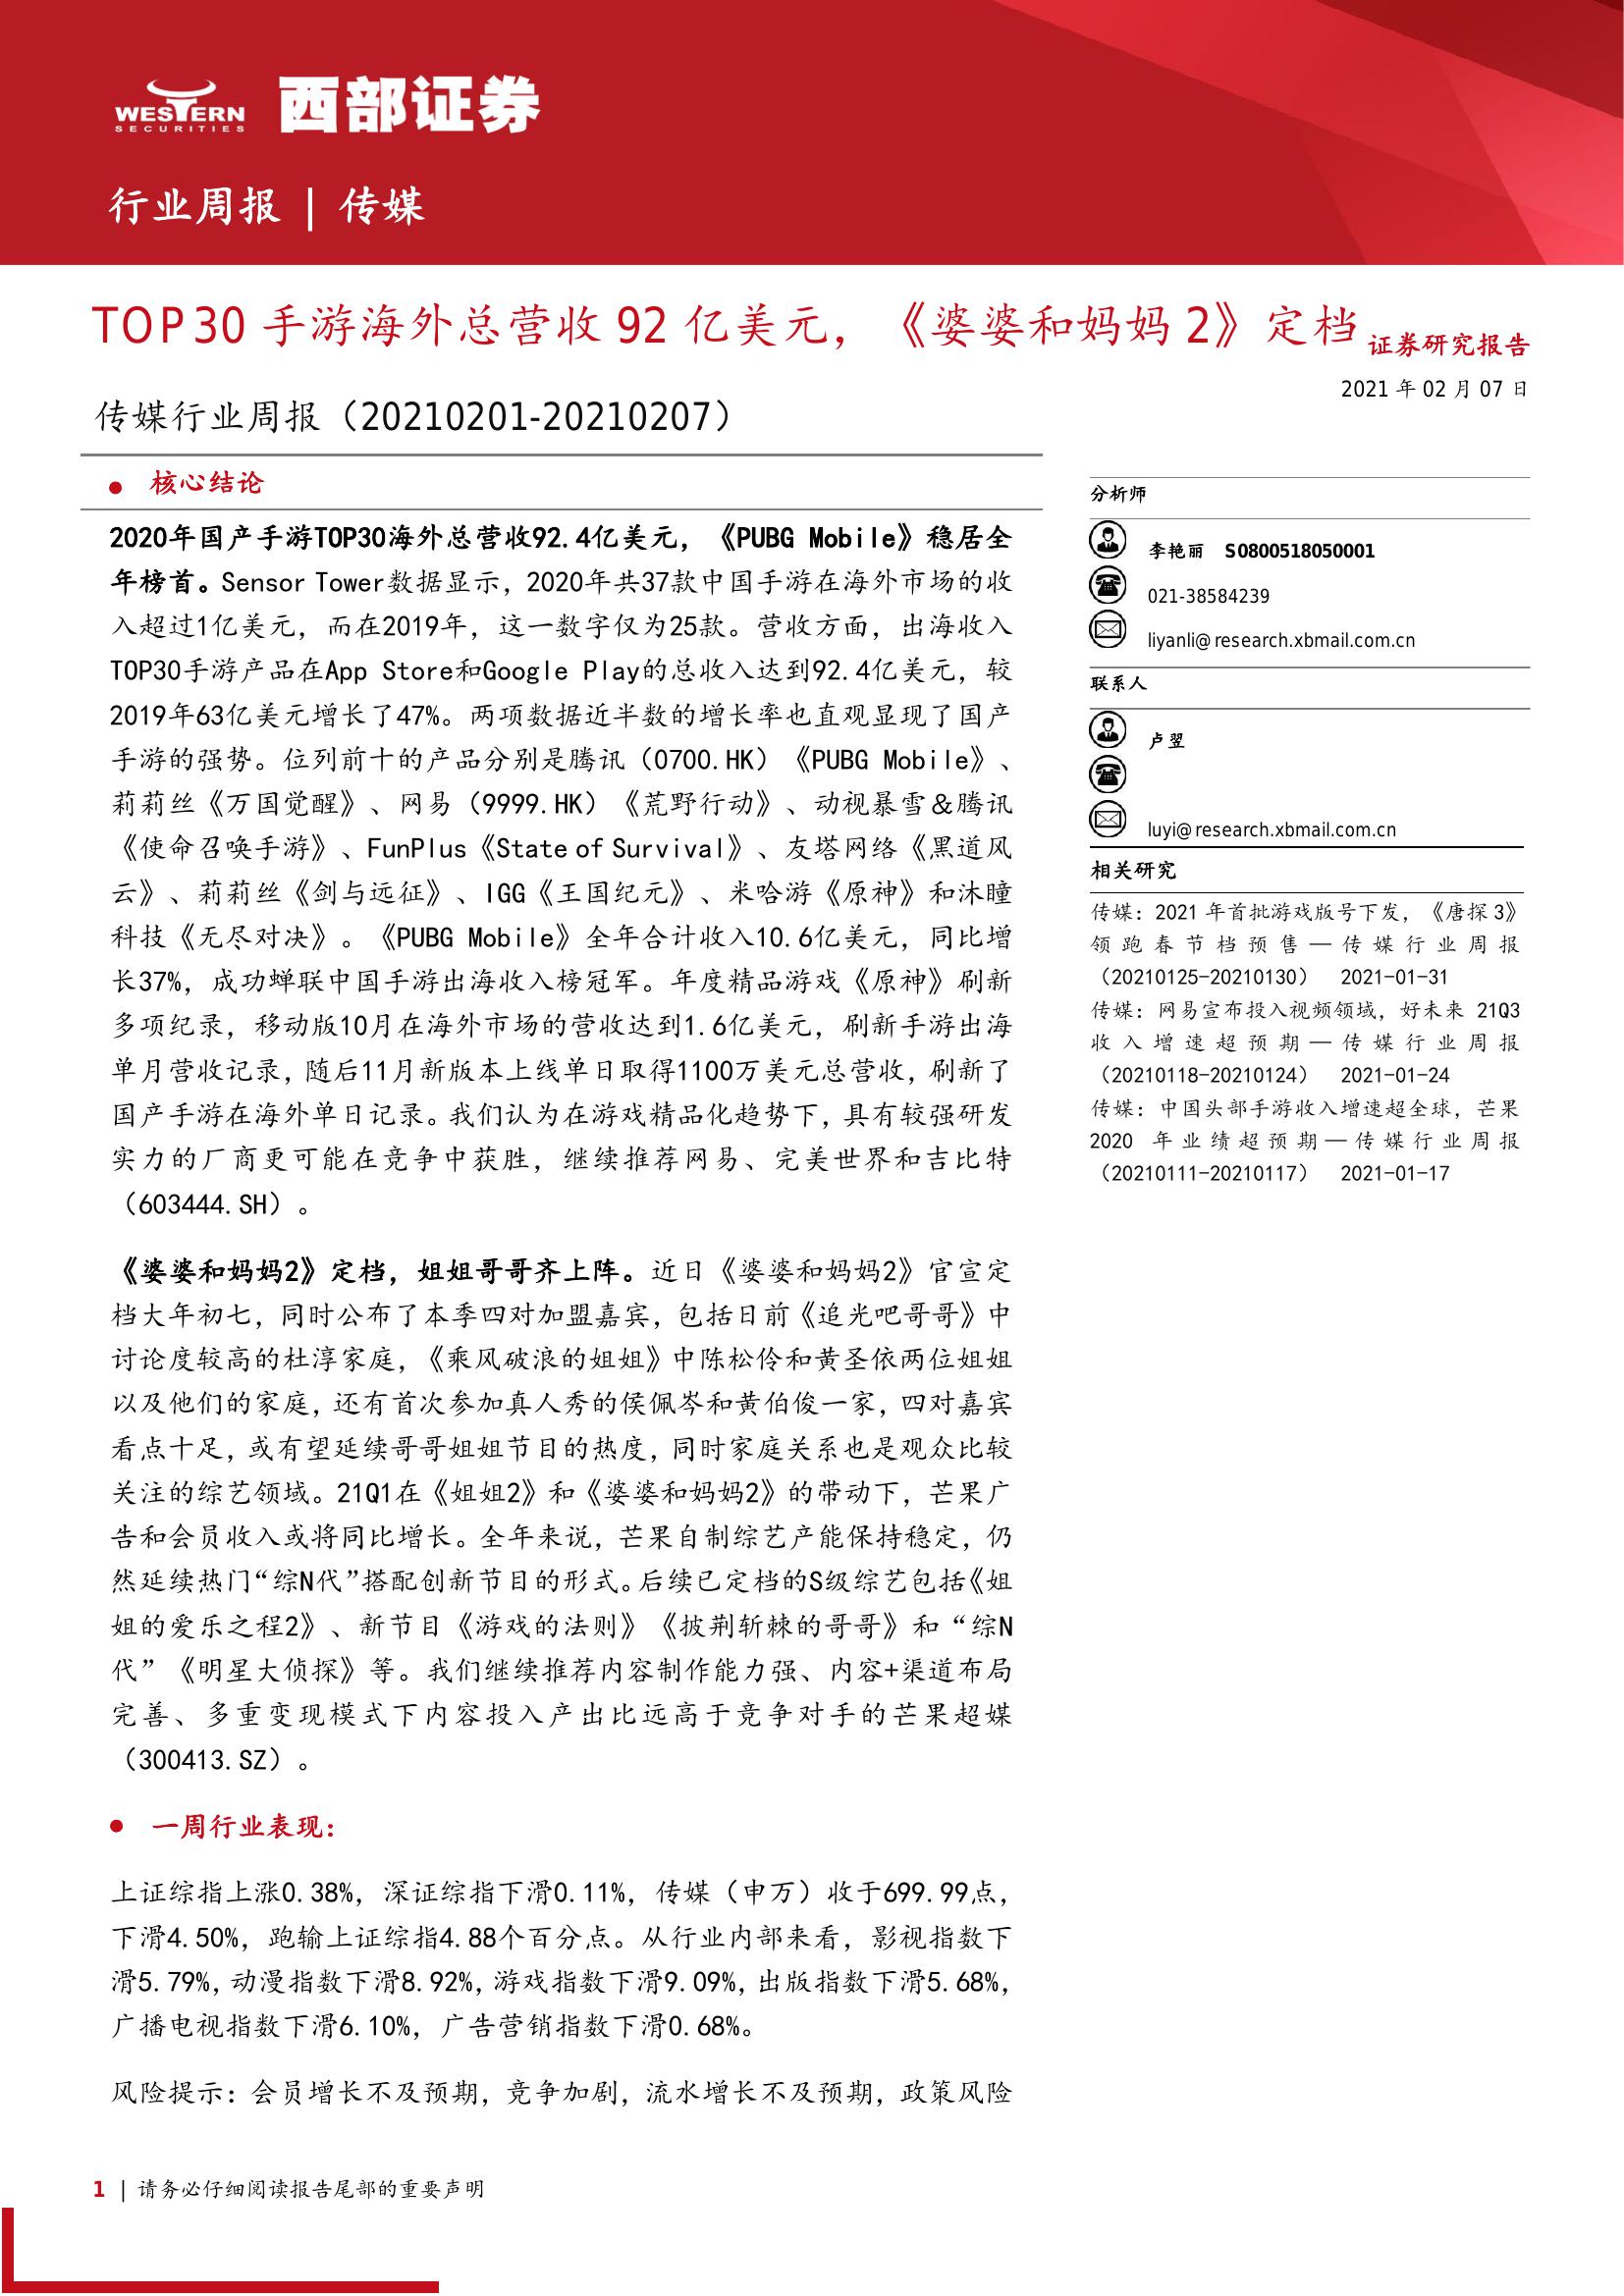 WESTERN
SECURITIES
西部证券
行业周报 | 传媒
TOP30 手游海外总营收 92 亿美元，《婆婆和妈妈 2》定档
证券研究报告
2021 年 02 月 07 日
传媒行业周报（20210201-20210207）
● 核心结论
2020年国产手游TOP30海外总营收92.4亿美元，《PUBG Mobile》稳居全
年榜首。Sensor Tower数据显示，2020年共37款中国手游在海外市场的收
入超过1亿美元，而在2019年，这一数字仅为25款。营收方面，出海收入
TOP30手游产品在App Store和Google Play的总收入达到92.4亿美元，较
2019年63亿美元增长了47%。两项数据近半数的增长率也直观显现了国产
手游的强势。位列前十的产品分别是腾讯（0700.HK）《PUBG Mobile》、
莉莉丝《万国觉醒》、网易（9999.HK）《荒野行动》、动视暴雪&腾讯
《使命召唤手游》、FunPlus《State of Survival》、友塔网络《黑道风
云》、莉莉丝《剑与远征》、IGG《王国纪元》、米哈游《原神》和沐瞳
科技《无尽对决》。《PUBG Mobile》全年合计收入10.6亿美元，同比增
长37%，成功蝉联中国手游出海收入榜冠军。年度精品游戏《原神》刷新
多项纪录，移动版10月在海外市场的营收达到1.6亿美元，刷新手游出海
单月营收记录，随后11月新版本上线单日取得1100万美元总营收，刷新了
国产手游在海外单日记录。我们认为在游戏精品化趋势下，具有较强研发
实力的厂商更可能在竞争中获胜，继续推荐网易、完美世界和吉比特
（603444.SH）。
《婆婆和妈妈2》定档，姐姐哥哥齐上阵。近日《婆婆和妈妈2》官宣定
档大年初七，同时公布了本季四对加盟嘉宾，包括日前《追光吧哥哥》中
讨论度较高的杜淳家庭，《乘风破浪的姐姐》中陈松伶和黄圣依两位姐姐
以及他们的家庭，还有首次参加真人秀的侯佩岑和黄伯俊一家，四对嘉宾
看点十足，或有望延续哥哥姐姐节目的热度，同时家庭关系也是观众比较
关注的综艺领域。21Q1在《姐姐2》和《婆婆和妈妈2》的带动下，芒果广
告和会员收入或将同比增长。全年来说，芒果自制综艺产能保持稳定，仍
然延续热门“综N代”搭配创新节目的形式。后续已定档的S级综艺包括《姐
姐的爱乐之程2》、新节目《游戏的法则》《披荆斩棘的哥哥》和“综N
代”《明星大侦探》等。我们继续推荐内容制作能力强、内容+渠道布局
完善、多重变现模式下内容投入产出比远高于竞争对手的芒果超媒
（300413.SZ）。
● 一周行业表现：
上证综指上涨0.38%，深证综指下滑0.11%，传媒（申万）收于699.99点，
下滑4.50%，跑输上证综指4.88个百分点。从行业内部来看，影视指数下
滑5.79%，动漫指数下滑8.92%，游戏指数下滑9.09%，出版指数下滑5.68%，
广播电视指数下滑6.10%，广告营销指数下滑0.68%。
风险提示：会员增长不及预期，竞争加剧，流水增长不及预期，政策风险
分析师
李艳丽 S0800518050001
021-38584239
liyanli@research.xbmail.com.cn
联系人
卢翌
luyi@research.xbmail.com.cn
相关研究
传媒：2021 年首批游戏版号下发，《唐探 3》
领跑春节档预售—传媒行业周报
（20210125-20210130） 2021-01-31
传媒：网易宣布投入视频领域，好未来 21Q3
收入增速超预期—传媒行业周报
（20210118-20210124） 2021-01-24
传媒：中国头部手游收入增速超全球，芒果
2020 年业绩超预期—传媒行业周报
（20210111-20210117） 2021-01-17
1 | 请务必仔细阅读报告尾部的重要声明